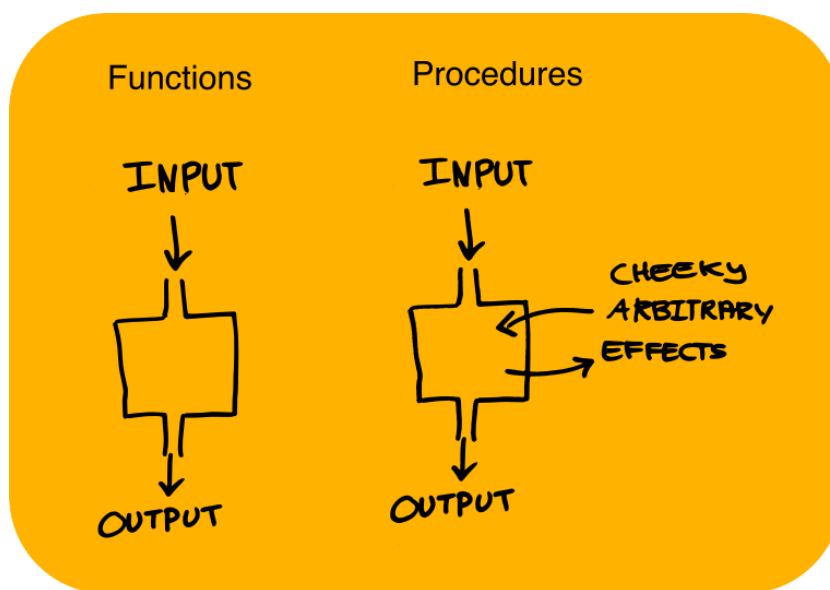 Functions
INPUT
OUTPUT
Procedures
INPUT
CHEEKY
ARBITRARY
EFFECTS
OUTPUT